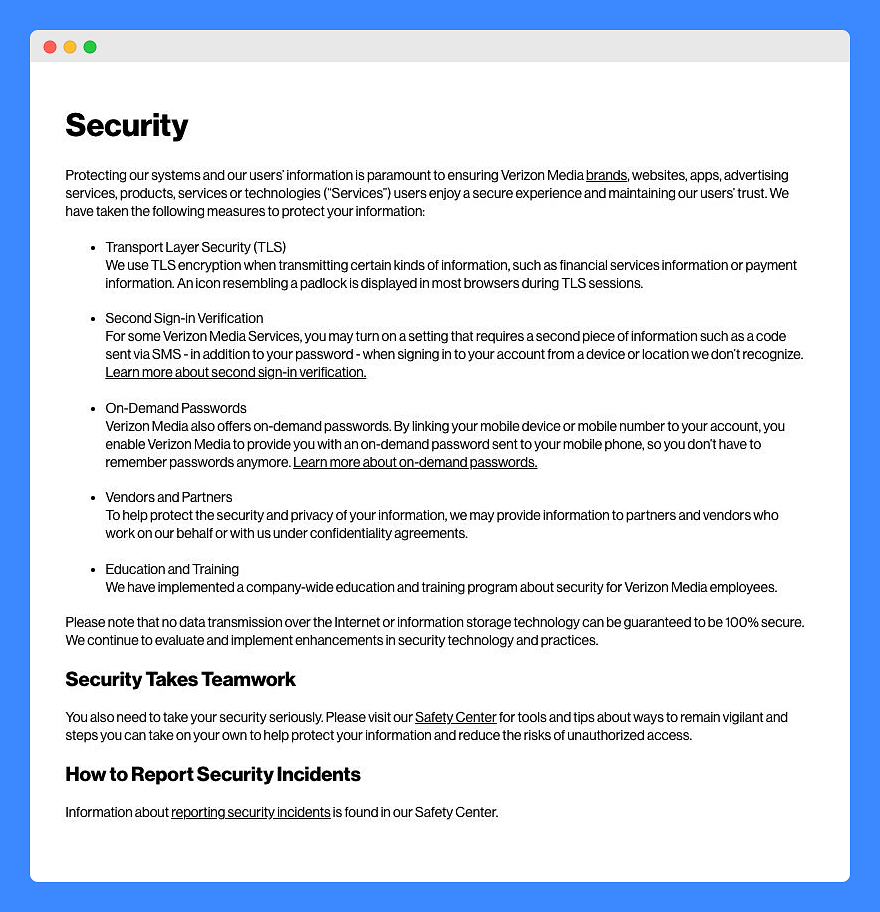 Security
Protecting our systems and our users' information is paramount to ensuring Verizon Media brands, websites, apps, advertising
services, products, services or technologies ("Services") users enjoy a secure experience and maintaining our users' trust. We
have taken the following measures to protect your information:
• Transport Layer Security (TLS)
We use TLS encryption when transmitting certain kinds of information, such as financial services information or payment
information. An icon resembling a padlock is displayed in most browsers during TLS sessions.
• Second Sign-in Verification
For some Verizon Media Services, you may turn on a setting that requires a second piece of information such as a code
sent via SMS - in addition to your password - when signing in to your account from a device or location we don't recognize.
Learn more about second sign-in verification.
• On-Demand Passwords
Verizon Media also offers on-demand passwords. By linking your mobile device or mobile number to your account, you
enable Verizon Media to provide you with an on-demand password sent to your mobile phone, so you don't have to
remember passwords anymore. Learn more about on-demand passwords.
• Vendors and Partners
To help protect the security and privacy of your information, we may provide information to partners and vendors who
work on our behalf or with us under confidentiality agreements.
• Education and Training
We have implemented a company-wide education and training program about security for Verizon Media employees.
Please note that no data transmission over the Internet or information storage technology can be guaranteed to be 100% secure.
We continue to evaluate and implement enhancements in security technology and practices.
Security Takes Teamwork
You also need to take your security seriously. Please visit our Safety Center for tools and tips about ways to remain vigilant and
steps you can take on your own to help protect your information and reduce the risks of unauthorized access.
How to Report Security Incidents
Information about reporting security incidents is found in our Safety Center.